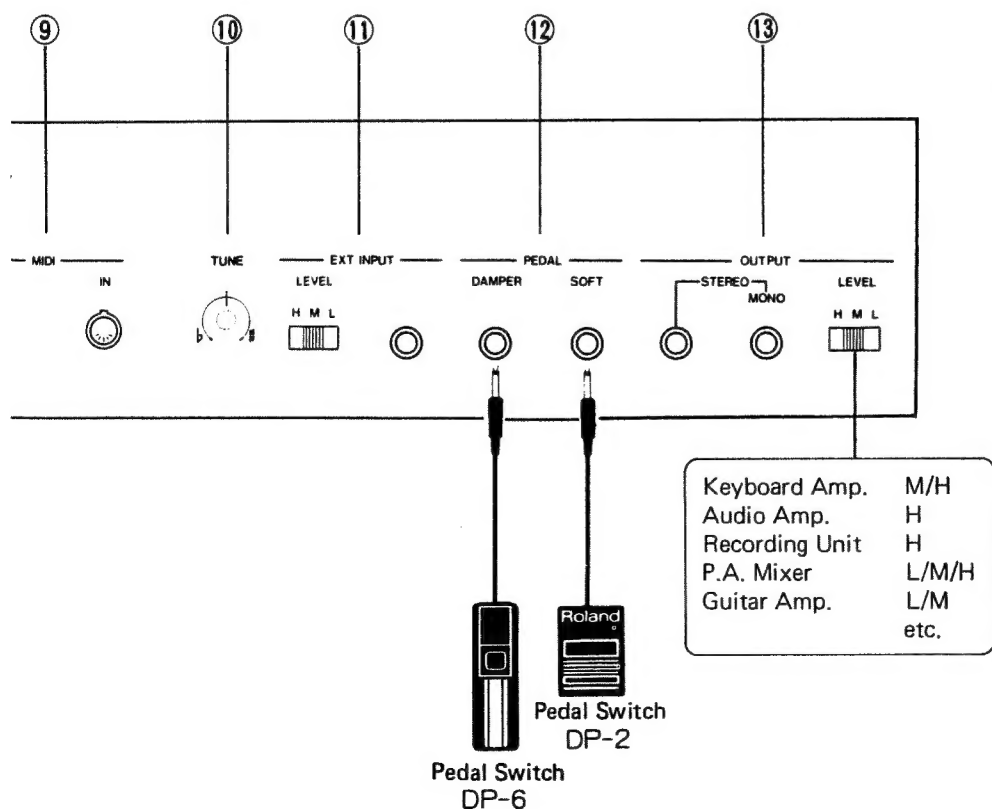 ⑨ ⑩ ⑪ ⑫ ⑬
MIDI TUNE EXT INPUT PEDAL OUTPUT
IN LEVEL DAMPER SOFT STEREO MONO LEVEL
H M L H M L
♭ #
Keyboard Amp. M/H
Audio Amp. H
Recording Unit H
P.A. Mixer L/M/H
Guitar Amp. L/M
etc.
Roland
Pedal Switch
DP-2
Pedal Switch
DP-6